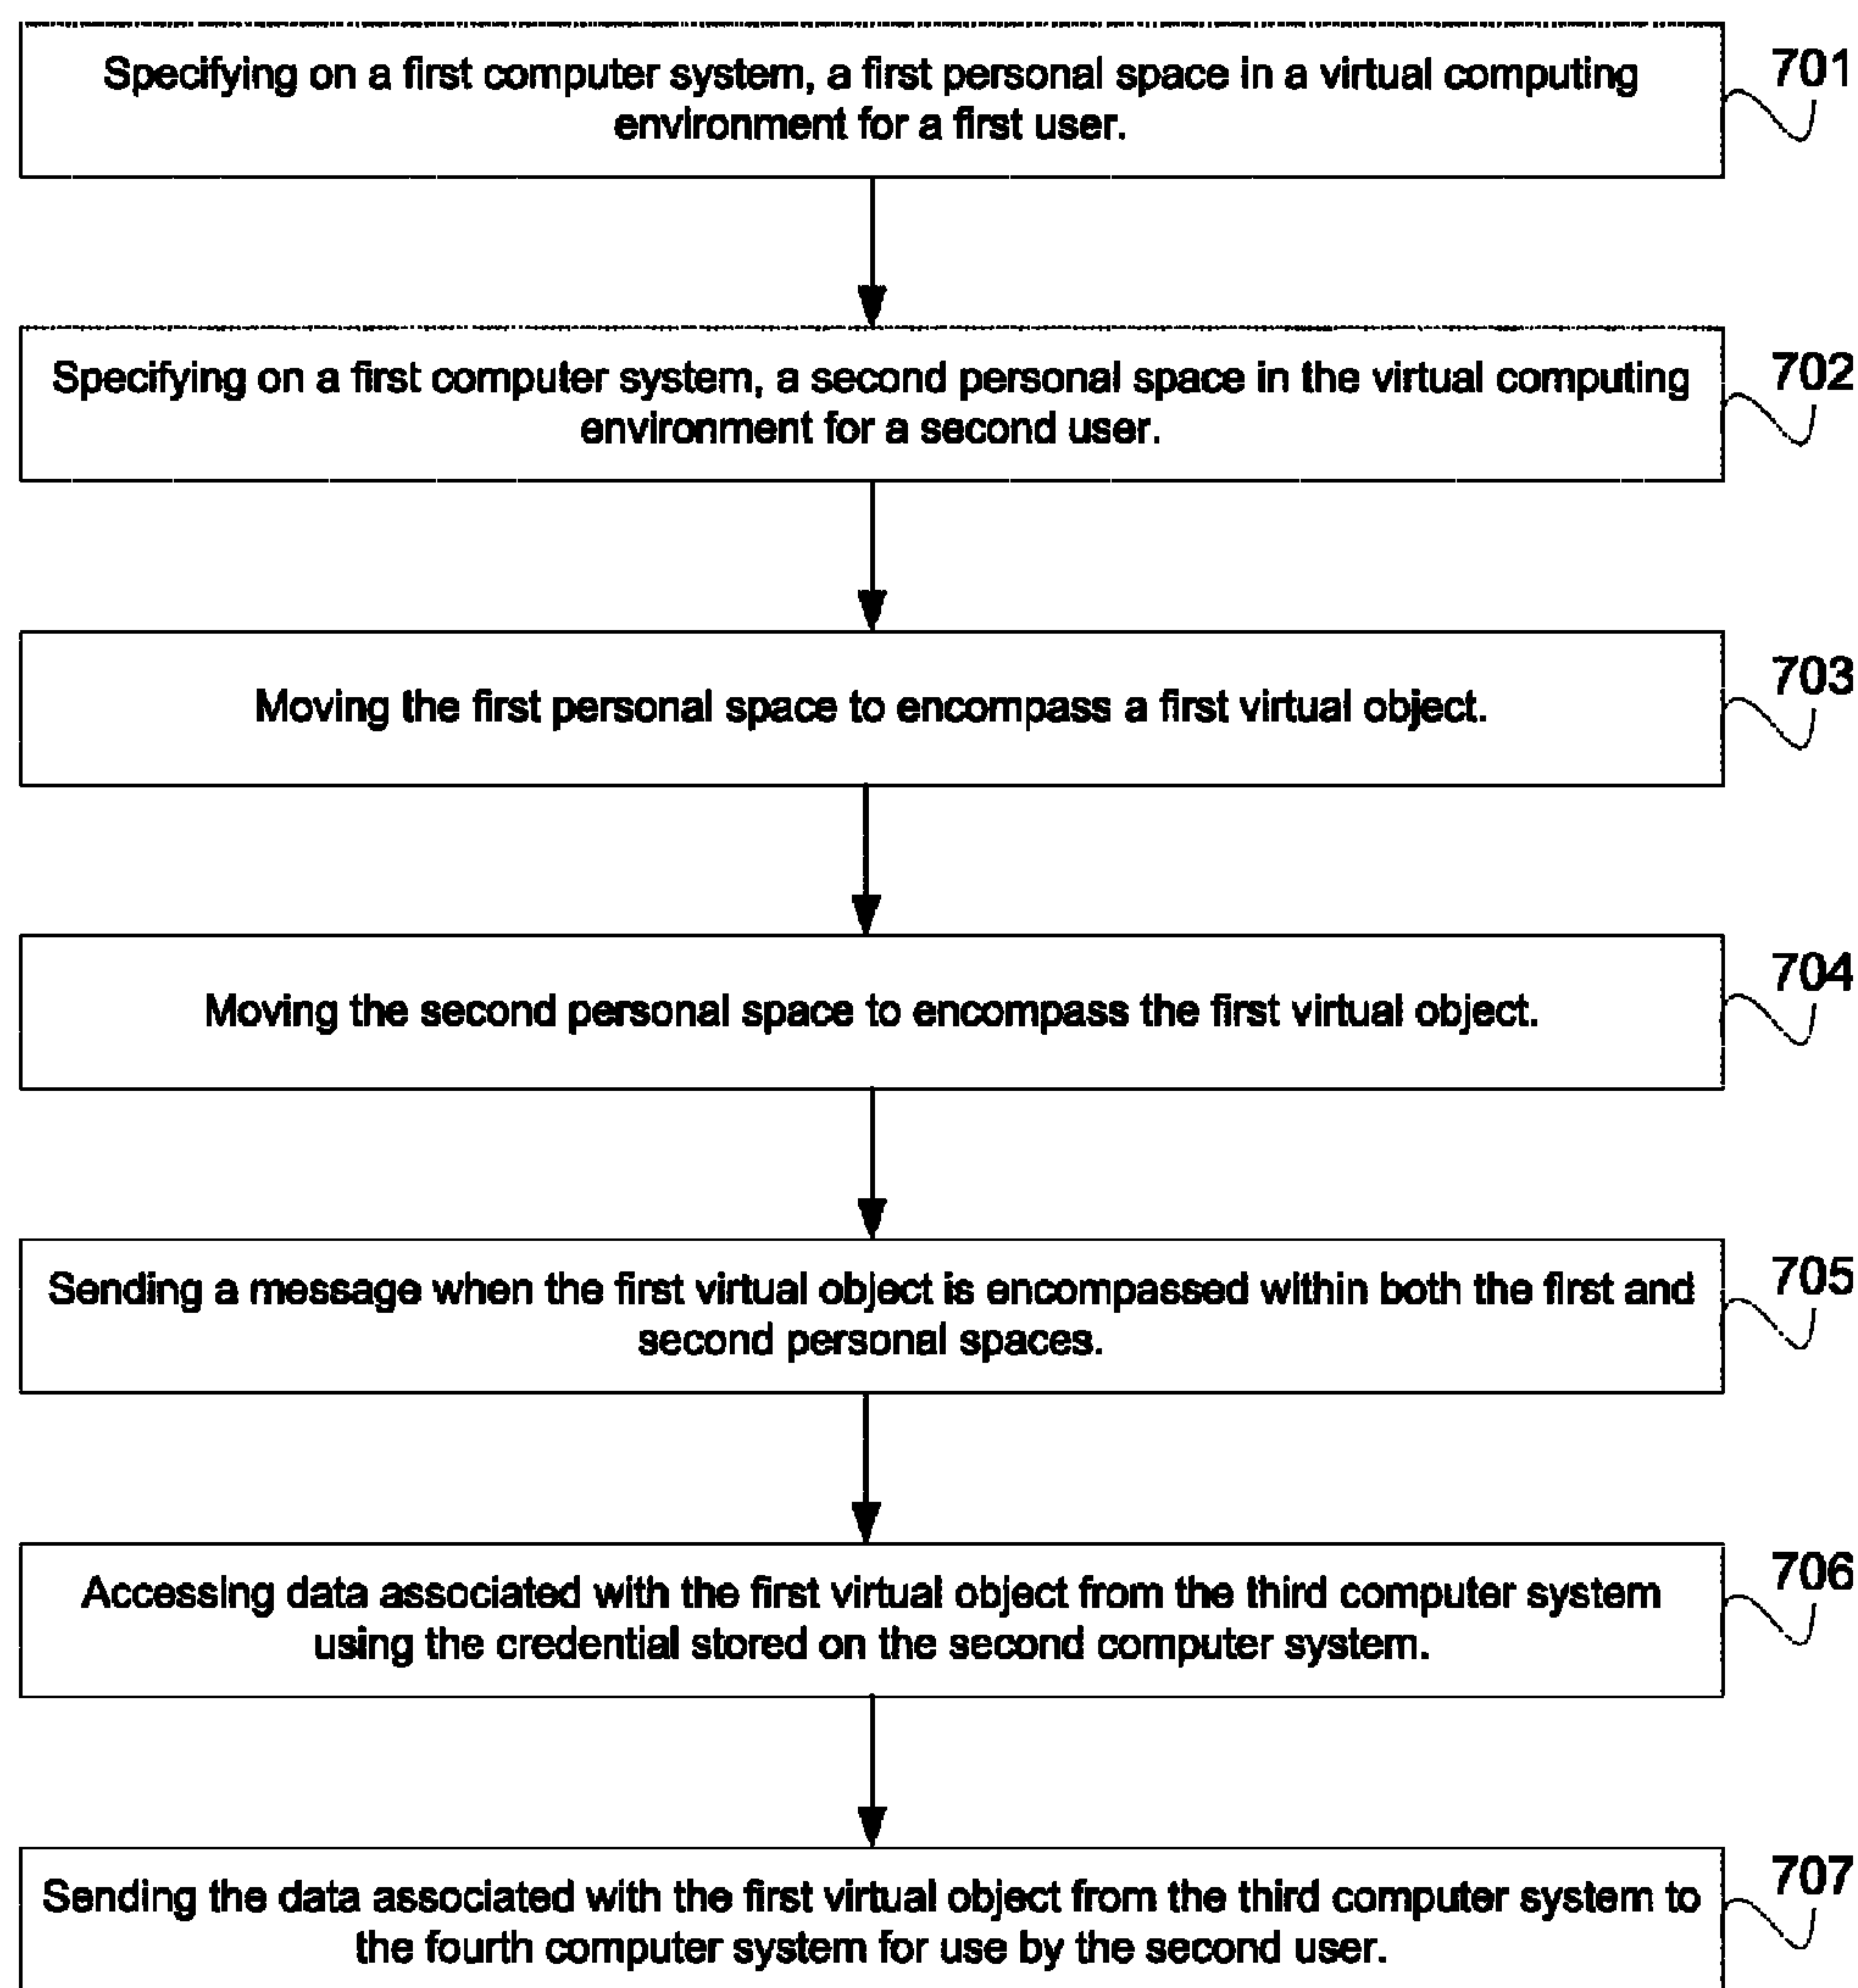 Specifying on a first computer system, a first personal space in a virtual computing
environment for a first user.
701
Specifying on a first computer system, a second personal space in the virtual computing
environment for a second user.
702
Moving the first personal space to encompass a first virtual object.
703
Moving the second personal space to encompass the first virtual object.
704
Sending a message when the first virtual object is encompassed within both the first and
second personal spaces.
705
Accessing data associated with the first virtual object from the third computer system
using the credential stored on the second computer system.
706
Sending the data associated with the first virtual object from the third computer system to
the fourth computer system for use by the second user.
707